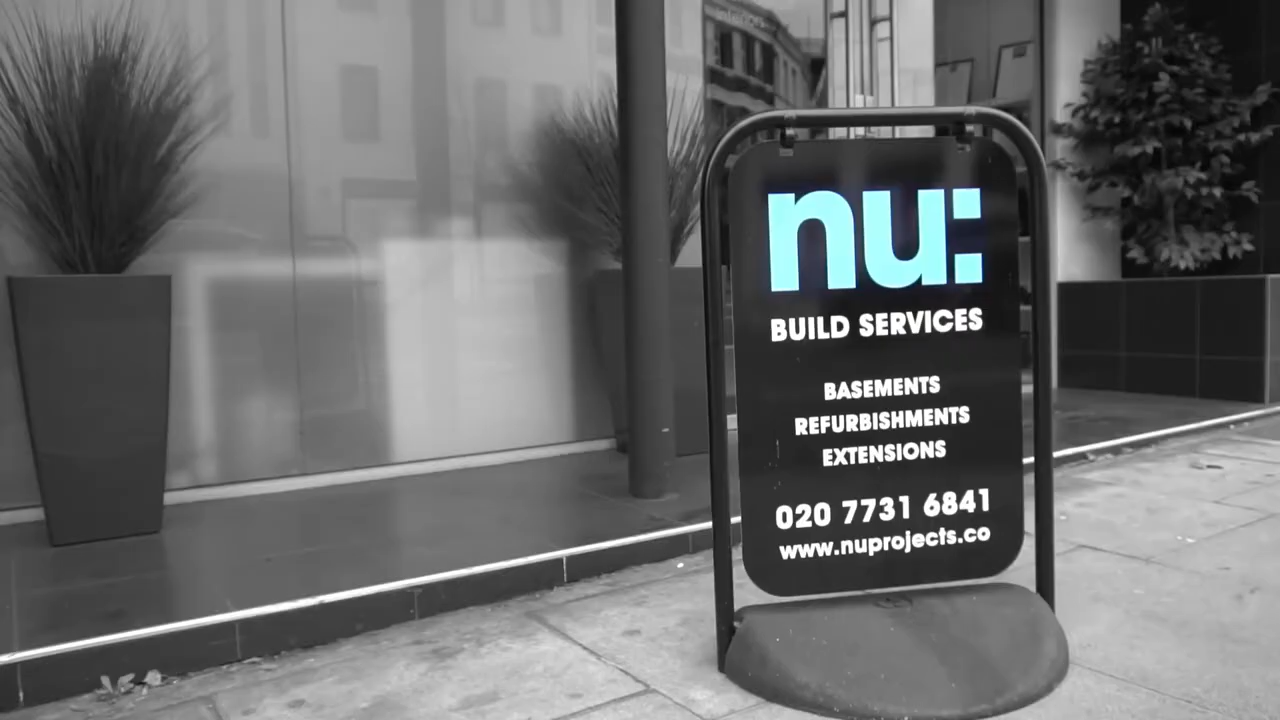 nu:
BUILD SERVICES
BASEMENTS
REFURBISHMENTS
EXTENSIONS
020 7731 6841
www.nuprojects.co